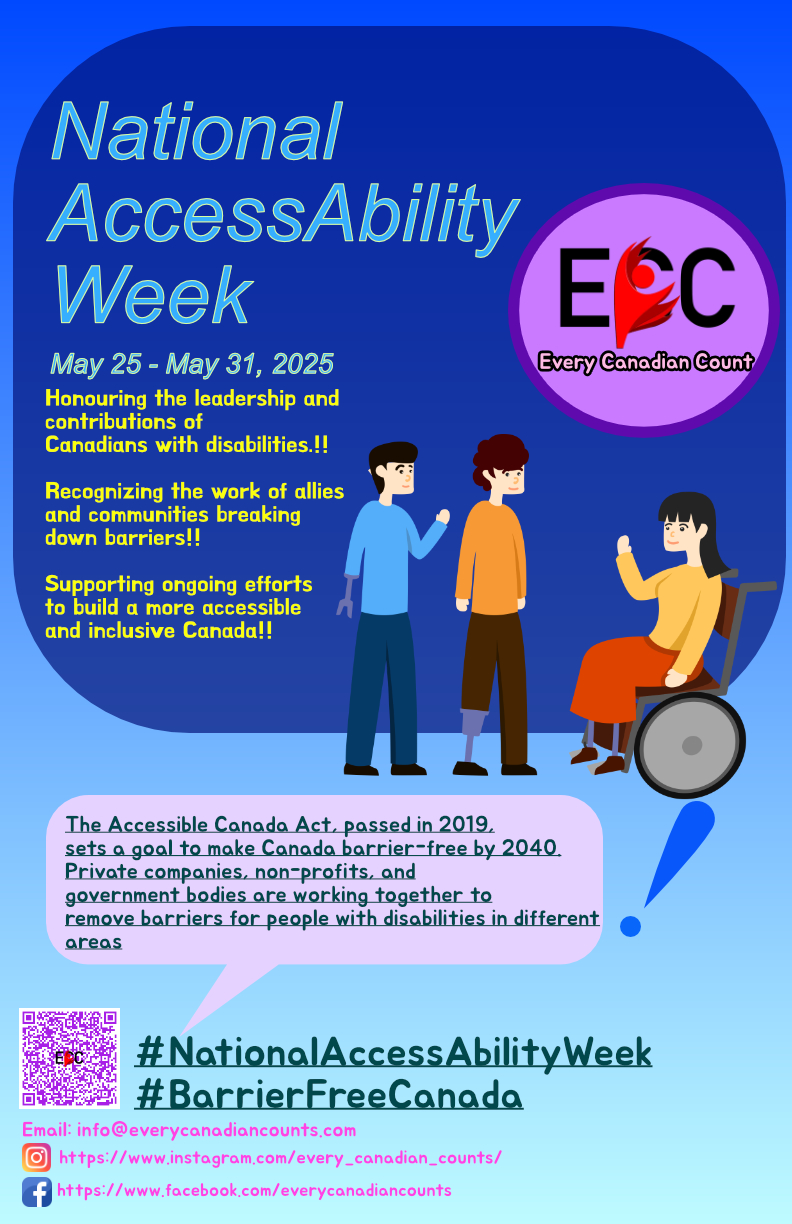 National
AccessAbility
Week
May 25 - May 31, 2025
Honouring the leadership and
contributions of
Canadians with disabilities.!!
Recognizing the work of allies
and communities breaking
down barriers!!
Supporting ongoing efforts
to build a more accessible
and inclusive Canada!!
ECC
Every Canadian Count
The Accessible Canada Act, passed in 2019,
sets a goal to make Canada barrier-free by 2040.
Private companies, non-profits, and
government bodies are working together to
remove barriers for people with disabilities in different
areas
ECC
#NationalAccessAbilityWeek
#BarrierFreeCanada
Email: info@everycanadiancounts.com
https://www.instagram.com/every_canadian_counts/
https://www.facebook.com/everycanadiancounts